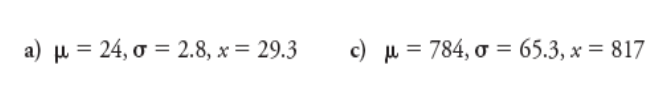 a) μ = 24, σ = 2.8, x = 29.3 c) μ = 784, σ = 65.3, x = 817